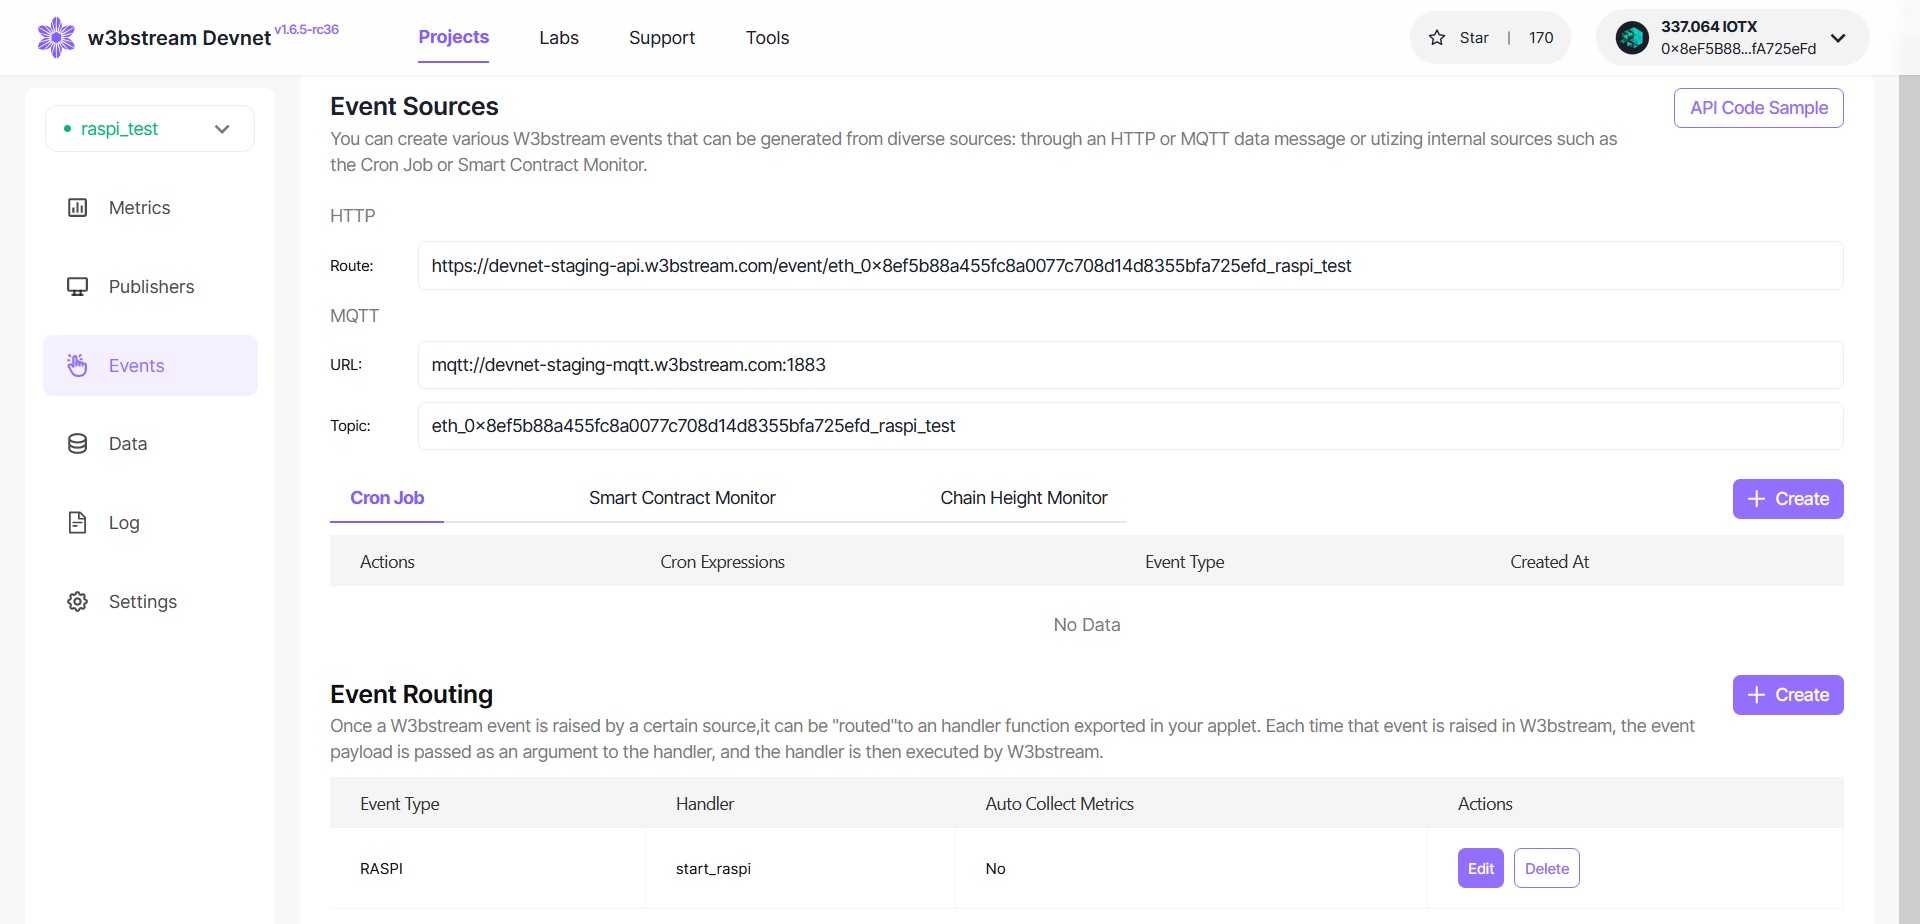 w3bstream Devnet v1.6.5-rc36
Projects
Labs
Support
Tools
Star | 170
337.064 IOTX
0×8eF5B88...fA725eFd
raspi_test
Metrics
Publishers
Events
Data
Log
Settings
Event Sources
API Code Sample
You can create various W3bstream events that can be generated from diverse sources: through an HTTP or MQTT data message or utizing internal sources such as
the Cron Job or Smart Contract Monitor.
HTTP
Route: https://devnet-staging-api.w3bstream.com/event/eth_0×8ef5b88a455fc8a0077c708d14d8355bfa725efd_raspi_test
MQTT
URL: mqtt://devnet-staging-mqtt.w3bstream.com:1883
Topic: eth_0×8ef5b88a455fc8a0077c708d14d8355bfa725efd_raspi_test
Cron Job
Smart Contract Monitor
Chain Height Monitor
Create
Actions Cron Expressions Event Type Created At
No Data
Event Routing
Create
Once a W3bstream event is raised by a certain source,it can be "routed"to an handler function exported in your applet. Each time that event is raised in W3bstream, the event
payload is passed as an argument to the handler, and the handler is then executed by W3bstream.
Event Type Handler Auto Collect Metrics Actions
RASPI start_raspi No Edit Delete